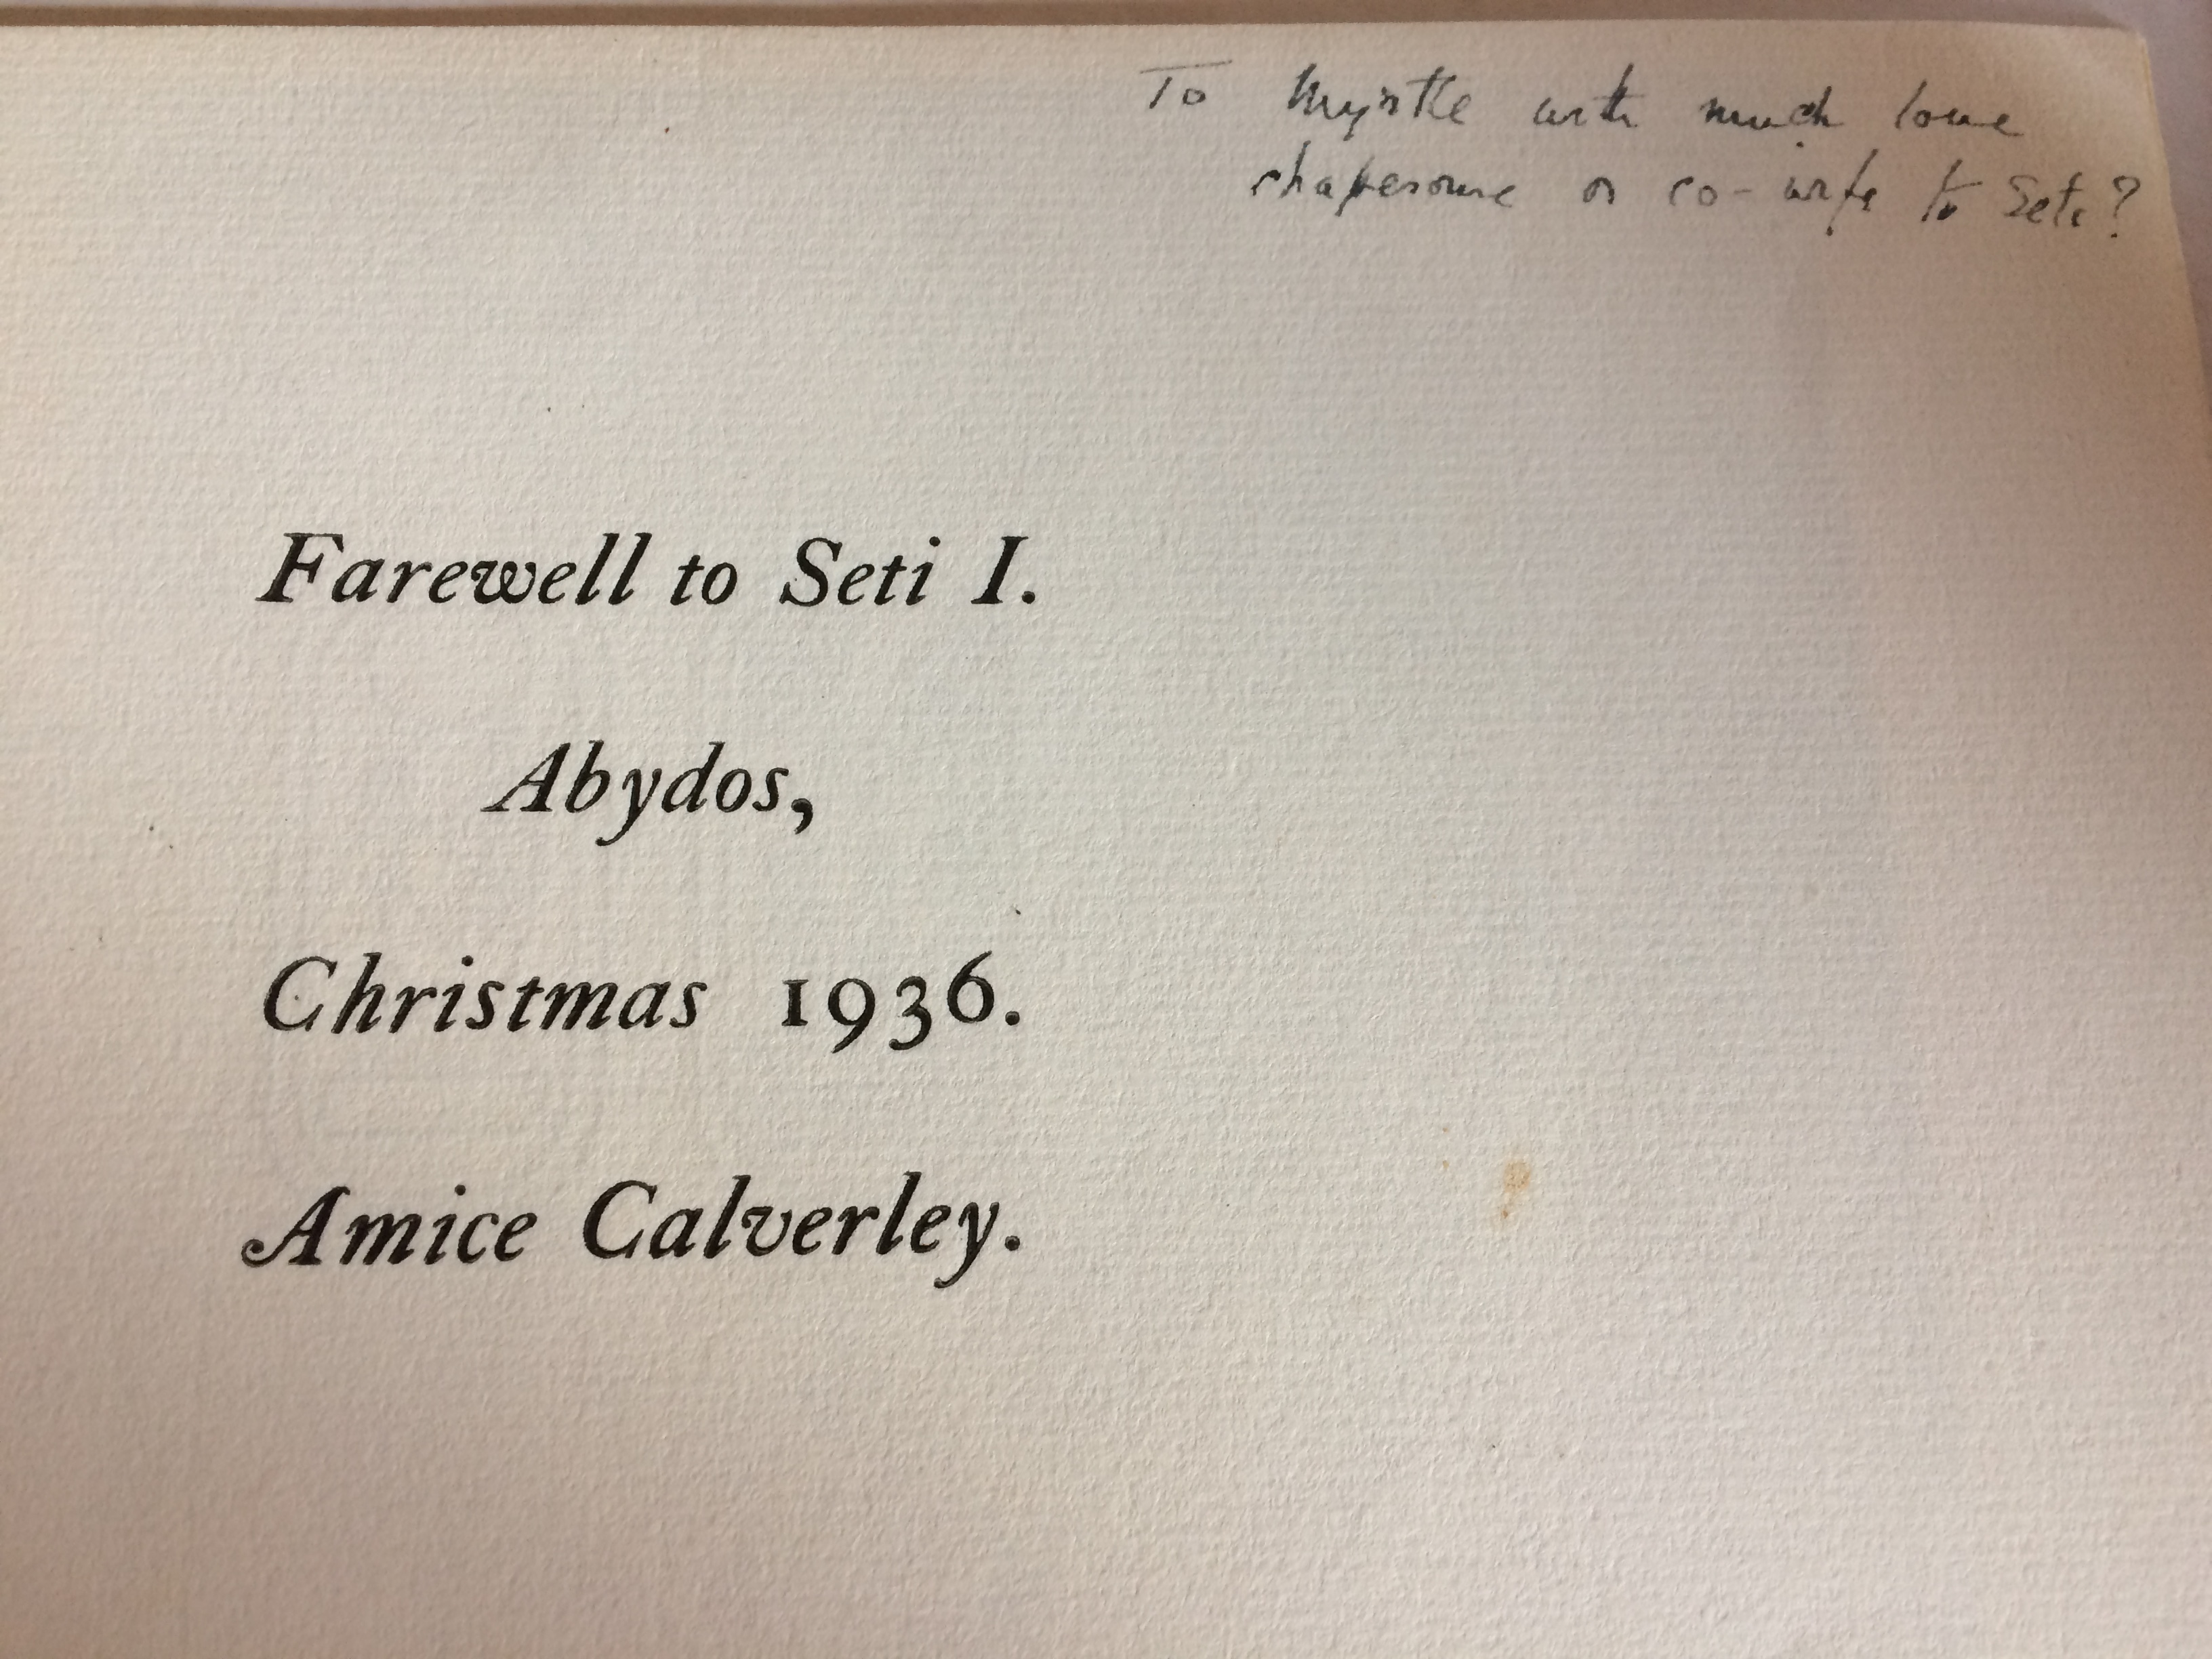 To Myrtle with much love
chaperone or co-wife to Seti?
Farewell to Seti I.
Abydos,
Christmas 1936.
Amice Calverley.